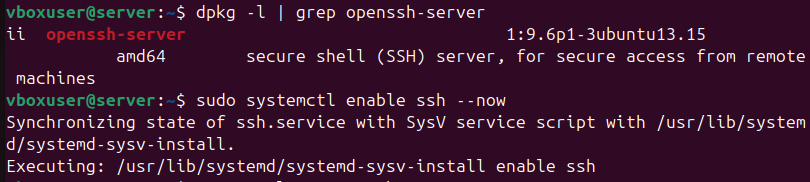 vboxuser@server:~$ dpkg -l | grep openssh-server
ii  openssh-server                              1:9.6p1-3ubuntu13.15
            amd64        secure shell (SSH) server, for secure access from remote
 machines
vboxuser@server:~$ sudo systemctl enable ssh --now
Synchronizing state of ssh.service with SysV service script with /usr/lib/system
d/systemd-sysv-install.
Executing: /usr/lib/systemd/systemd-sysv-install enable ssh